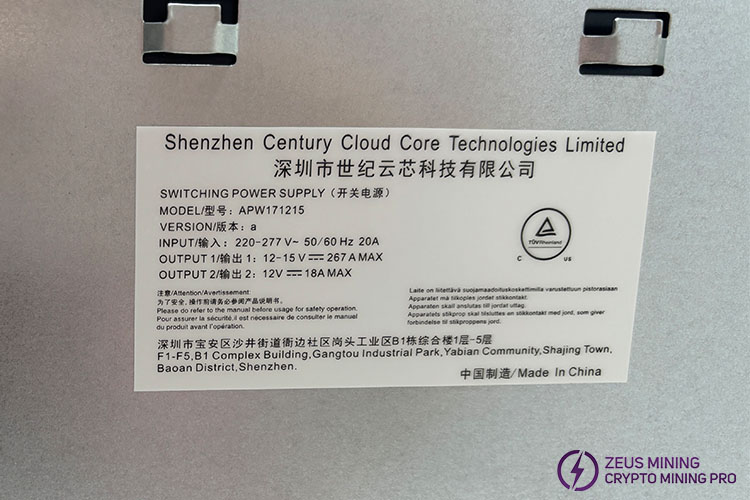 Shenzhen Century Cloud Core Technologies Limited
深圳市世纪云芯科技有限公司
SWITCHING POWER SUPPLY (开关电源)
MODEL/型号: APW171215
VERSION/版本: a
INPUT/输入: 220-277 V~ 50/60 Hz 20A
OUTPUT 1/输出 1: 12-15 V⎓267 A MAX
OUTPUT 2/输出 2: 12V⎓18A MAX
TÜVRheinland
C US
注意/Attention/Avertissement:
为了安全, 操作前请务必参阅产品说明书.
Please do refer to the manual before usage for safety operation.
Pour assurer la sécurité, il est nécessaire de consulter le manuel
du produit avant l'opération.
Laite on liitettävä suojamaadoituskoskettimilla varustettuun pistorasiaan
Apparatet må tilkoples jordet stikkontakt.
Apparaten skall anslutas till jordat uttag.
Apparatets stikprop skal tilsluttes en stikkontakt med jord, som giver
forbindelse til stikproppens jord.
深圳市宝安区沙井街道衙边社区岗头工业区B1栋综合楼1层-5层
F1-F5, B1 Complex Building, Gangtou Industrial Park, Yabian Community, Shajing Town,
Baoan District, Shenzhen.
中国制造/Made In China
ZEUS MINING
CRYPTO MINING PRO